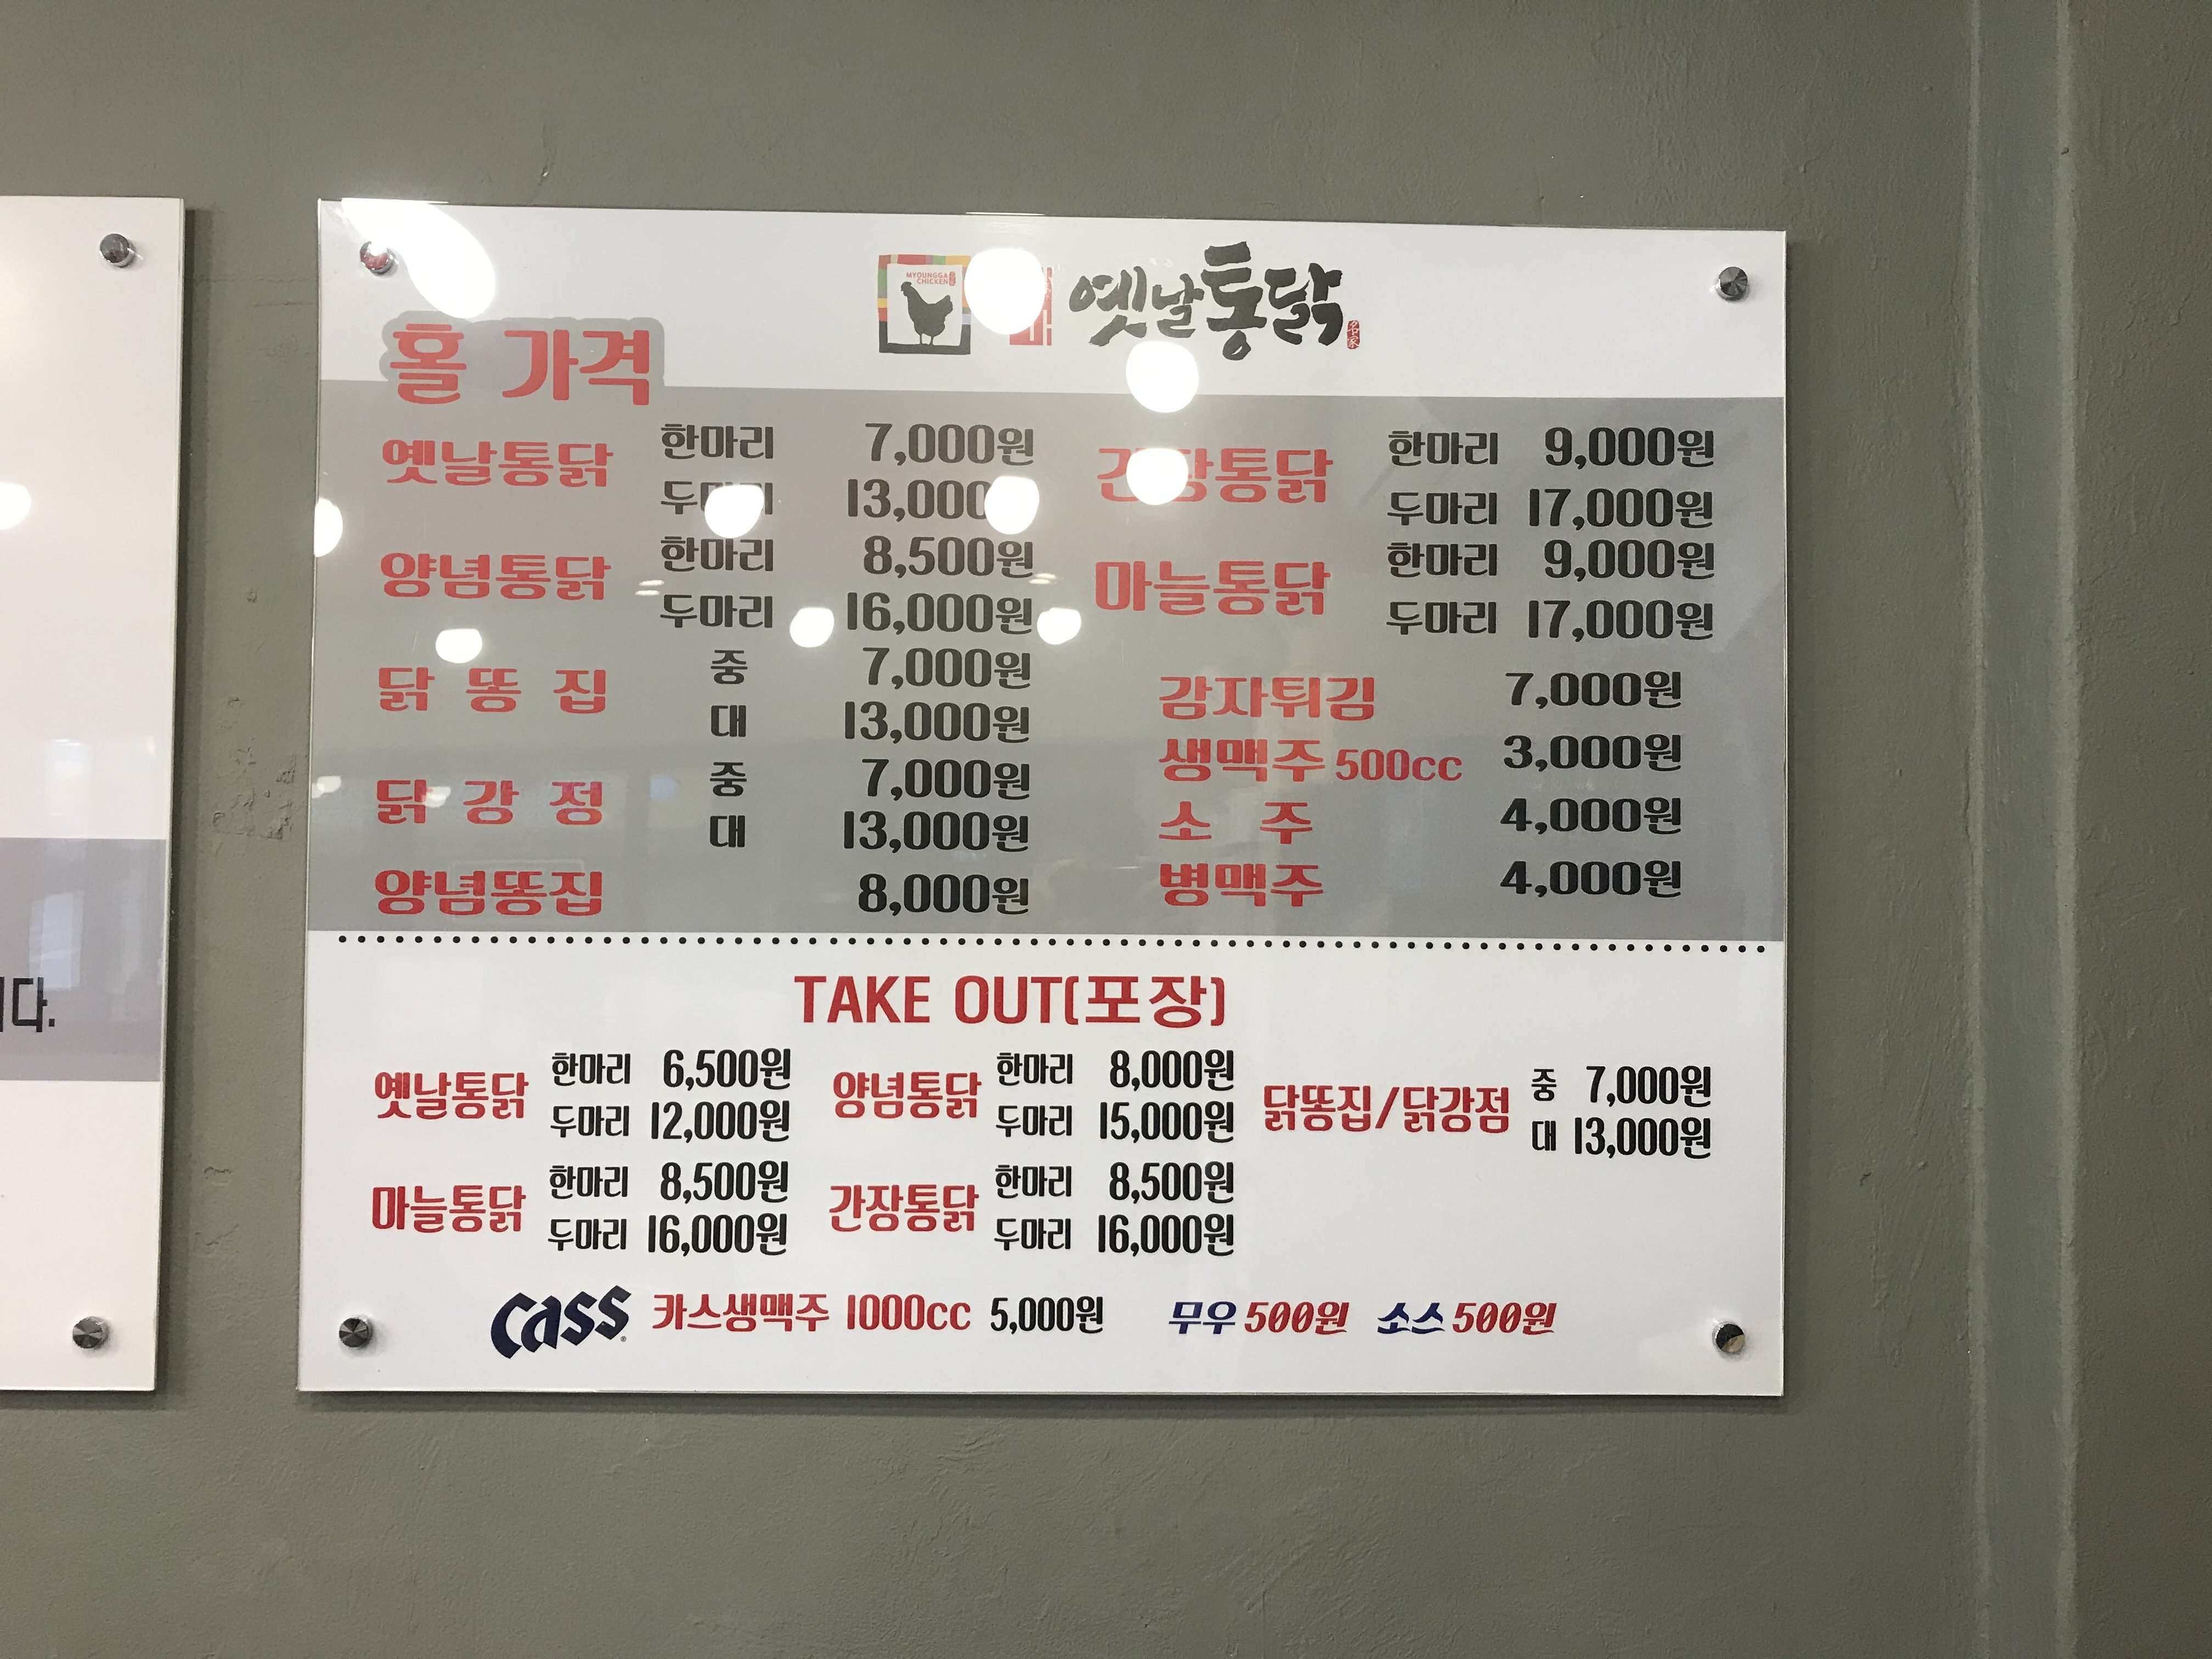 MYOUNGGA
CHICKEN
옛날통닭
名家
홀 가격
옛날통닭 한마리 7,000원
두마리 13,000
양념통닭 한마리 8,500원
두마리 16,000원
닭 똥 집 중 7,000원
대 13,000원
닭 강 정 중 7,000원
대 13,000원
양념똥집 8,000원
간장통닭 한마리 9,000원
두마리 17,000원
마늘통닭 한마리 9,000원
두마리 17,000원
감자튀김 7,000원
생맥주 500cc 3,000원
소 주 4,000원
병맥주 4,000원
TAKE OUT(포장)
옛날통닭 한마리 6,500원
두마리 12,000원
양념통닭 한마리 8,000원
두마리 15,000원
닭똥집/닭강점 중 7,000원
대 13,000원
마늘통닭 한마리 8,500원
두마리 16,000원
간장통닭 한마리 8,500원
두마리 16,000원
Cass 카스생맥주 1000cc 5,000원 무우 500원 소스 500원
다.